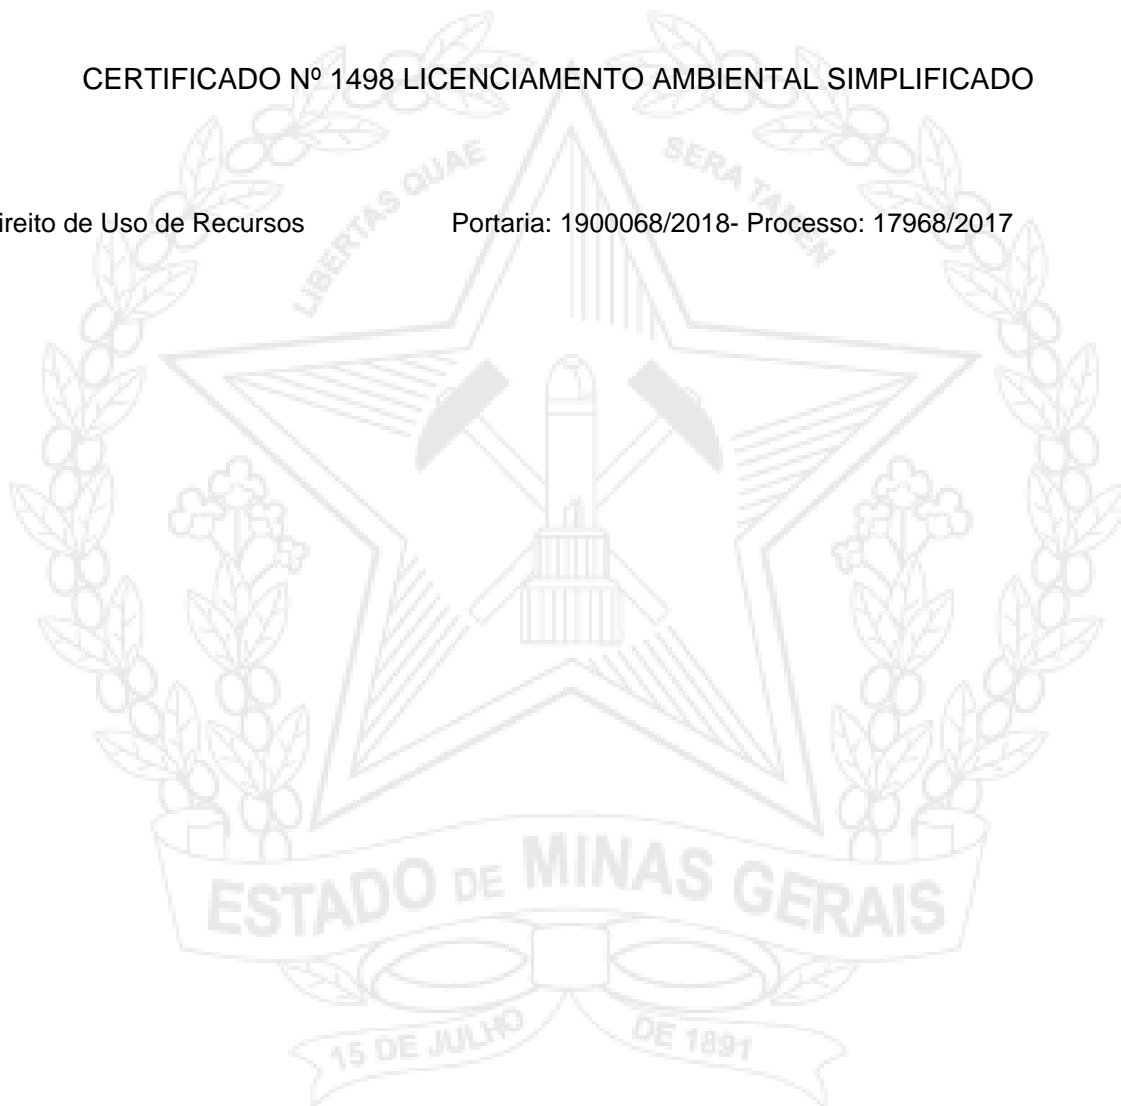 CERTIFICADO Nº 1498 LICENCIAMENTO AMBIENTAL SIMPLIFICADO
LIBERTAS QUAE SERA TAMEN
ireito de Uso de Recursos Portaria: 1900068/2018- Processo: 17968/2017
ESTADO DE MINAS GERAIS
15 DE JULHO DE 1891